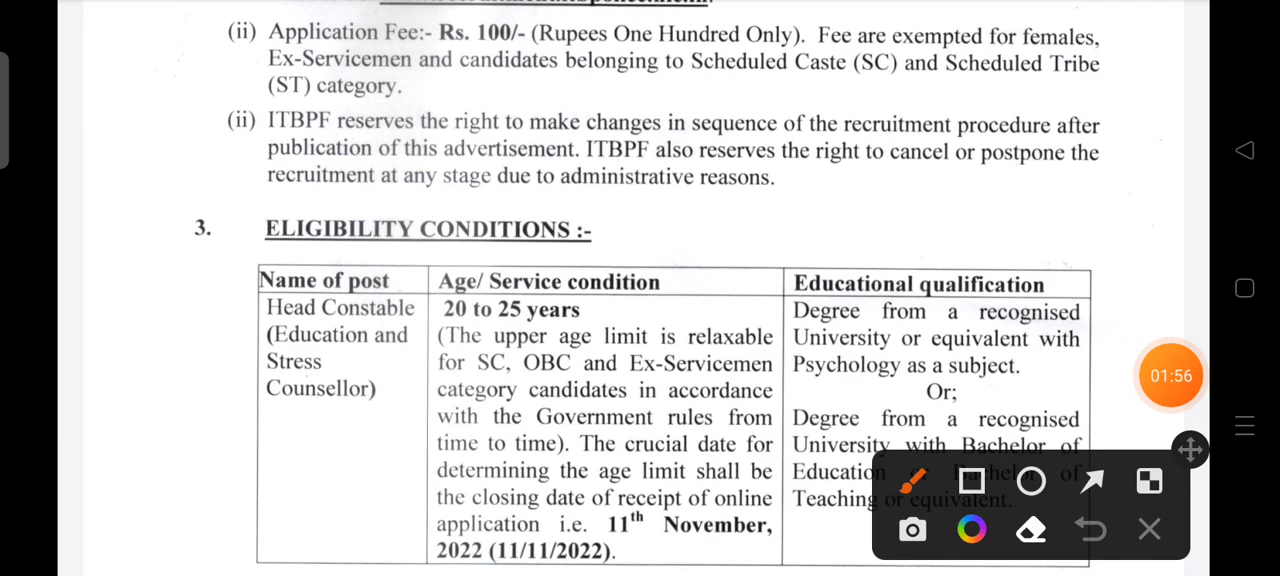 (ii) Application Fee:- Rs. 100/- (Rupees One Hundred Only). Fee are exempted for females,
Ex-Servicemen and candidates belonging to Scheduled Caste (SC) and Scheduled Tribe
(ST) category.
(ii) ITBPF reserves the right to make changes in sequence of the recruitment procedure after
publication of this advertisement. ITBPF also reserves the right to cancel or postpone the
recruitment at any stage due to administrative reasons.
3. ELIGIBILITY CONDITIONS :-
Name of post
Head Constable
(Education and
Stress
Counsellor)
Age/ Service condition
20 to 25 years
(The upper age limit is relaxable
for SC, OBC and Ex-Servicemen
category candidates in accordance
with the Government rules from
time to time). The crucial date for
determining the age limit shall be
the closing date of receipt of online
application i.e. 11th November,
2022 (11/11/2022).
Educational qualification
Degree from a recognised
University or equivalent with
Psychology as a subject.
Or;
Degree from a recognised
University with Bachelor of
Education or Bachelor of
Teaching or equivalent.
01:56